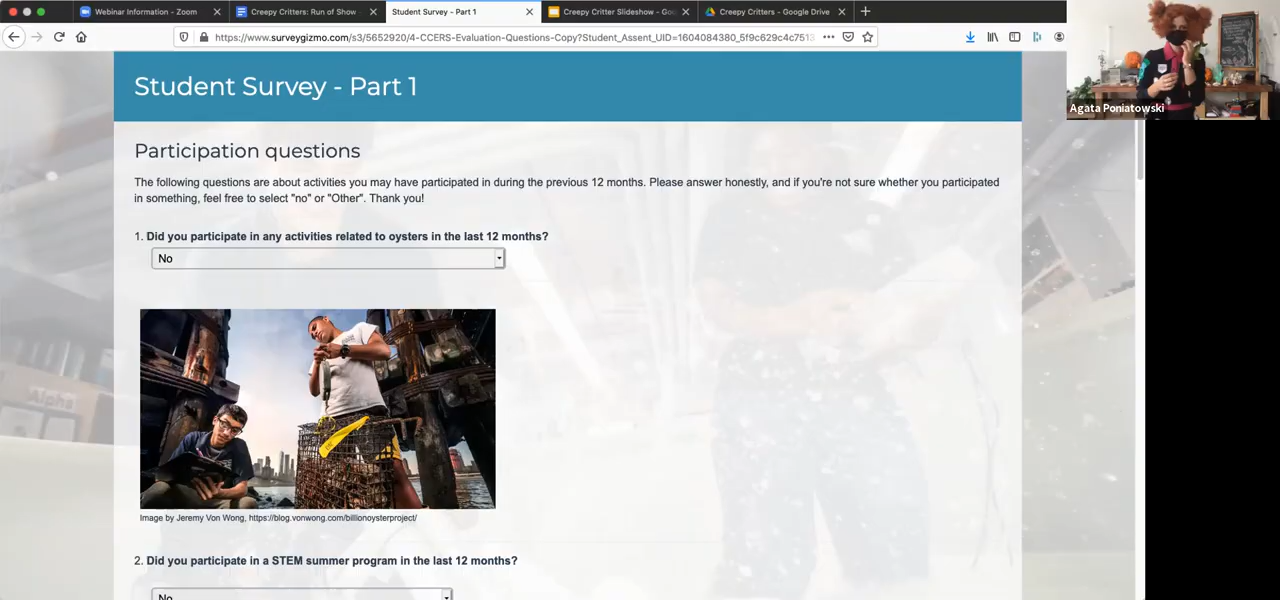 Webinar Information - Zoom
Creepy Critters: Run of Show
Student Survey - Part 1
Creepy Critter Slideshow - Goo
Creepy Critters - Google Drive
https://www.surveygizmo.com/s3/5652920/4-CCERS-Evaluation-Questions-Copy?Student_Assent_UID=1604084380_5f9c629c4c7513
Agata Poniatowski
Student Survey - Part 1
Participation questions
The following questions are about activities you may have participated in during the previous 12 months. Please answer honestly, and if you're not sure whether you participated
in something, feel free to select "no" or "Other". Thank you!
1. Did you participate in any activities related to oysters in the last 12 months?
No
Alpha
Image by Jeremy Von Wong, https://blog.vonwong.com/billionoysterproject/
2. Did you participate in a STEM summer program in the last 12 months?
No